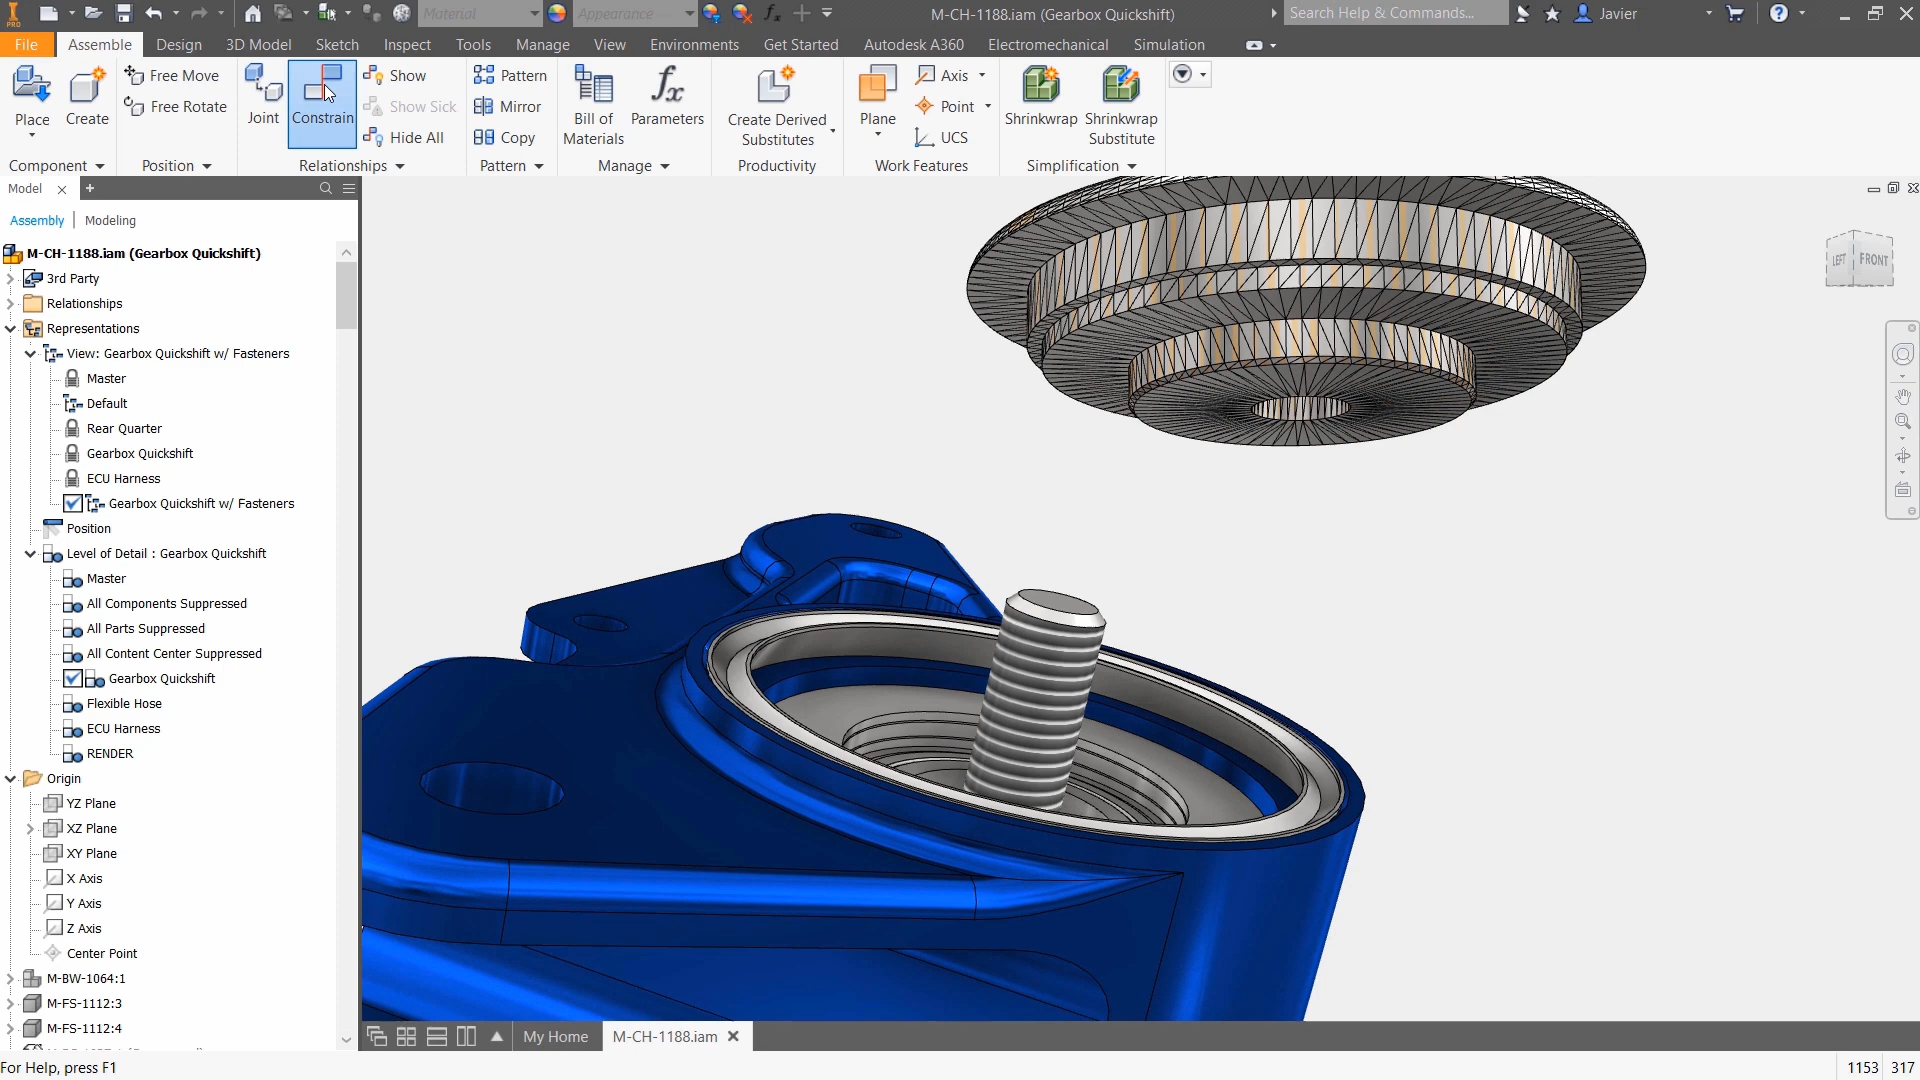 PRO
Material
Appearance
M-CH-1188.iam (Gearbox Quickshift)
Search Help & Commands...
Javier
File
Assemble
Design
3D Model
Sketch
Inspect
Tools
Manage
View
Environments
Get Started
Autodesk A360
Electromechanical
Simulation
Place
Create
Free Move
Free Rotate
Joint
Constrain
Show
Show Sick
Hide All
Pattern
Mirror
Copy
Bill of
Materials
Parameters
Create Derived
Substitutes
Plane
Axis
Point
UCS
Shrinkwrap
Shrinkwrap
Substitute
Component
Position
Relationships
Pattern
Manage
Productivity
Work Features
Simplification
Model
Assembly
Modeling
M-CH-1188.iam (Gearbox Quickshift)
3rd Party
Relationships
Representations
View: Gearbox Quickshift w/ Fasteners
Master
Default
Rear Quarter
Gearbox Quickshift
ECU Harness
Gearbox Quickshift w/ Fasteners
Position
Level of Detail : Gearbox Quickshift
Master
All Components Suppressed
All Parts Suppressed
All Content Center Suppressed
Gearbox Quickshift
Flexible Hose
ECU Harness
RENDER
Origin
YZ Plane
XZ Plane
XY Plane
X Axis
Y Axis
Z Axis
Center Point
M-BW-1064:1
M-FS-1112:3
M-FS-1112:4
LEFT
FRONT
My Home
M-CH-1188.iam
For Help, press F1
1153
317